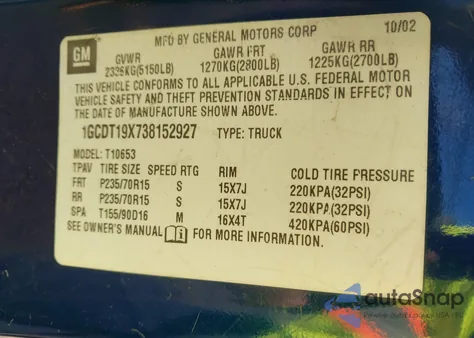 GM
MFD BY GENERAL MOTORS CORP 10/02
GVWR GAWR FRT GAWR RR
2336KG(5150LB) 1270KG(2800LB) 1225KG(2700LB)
THIS VEHICLE CONFORMS TO ALL APPLICABLE U.S. FEDERAL MOTOR
VEHICLE SAFETY AND THEFT PREVENTION STANDARDS IN EFFECT ON
THE DATE OF MANUFACTURE SHOWN ABOVE.
1GCDT19X738152927 TYPE: TRUCK
MODEL: T10653
TPAV TIRE SIZE SPEED RTG RIM COLD TIRE PRESSURE
FRT P235/70R15 S 15X7J 220KPA(32PSI)
RR P235/70R15 S 15X7J 220KPA(32PSI)
SPA T155/90D16 M 16X4T 420KPA(60PSI)
SEE OWNER'S MANUAL FOR MORE INFORMATION.
autoSnap